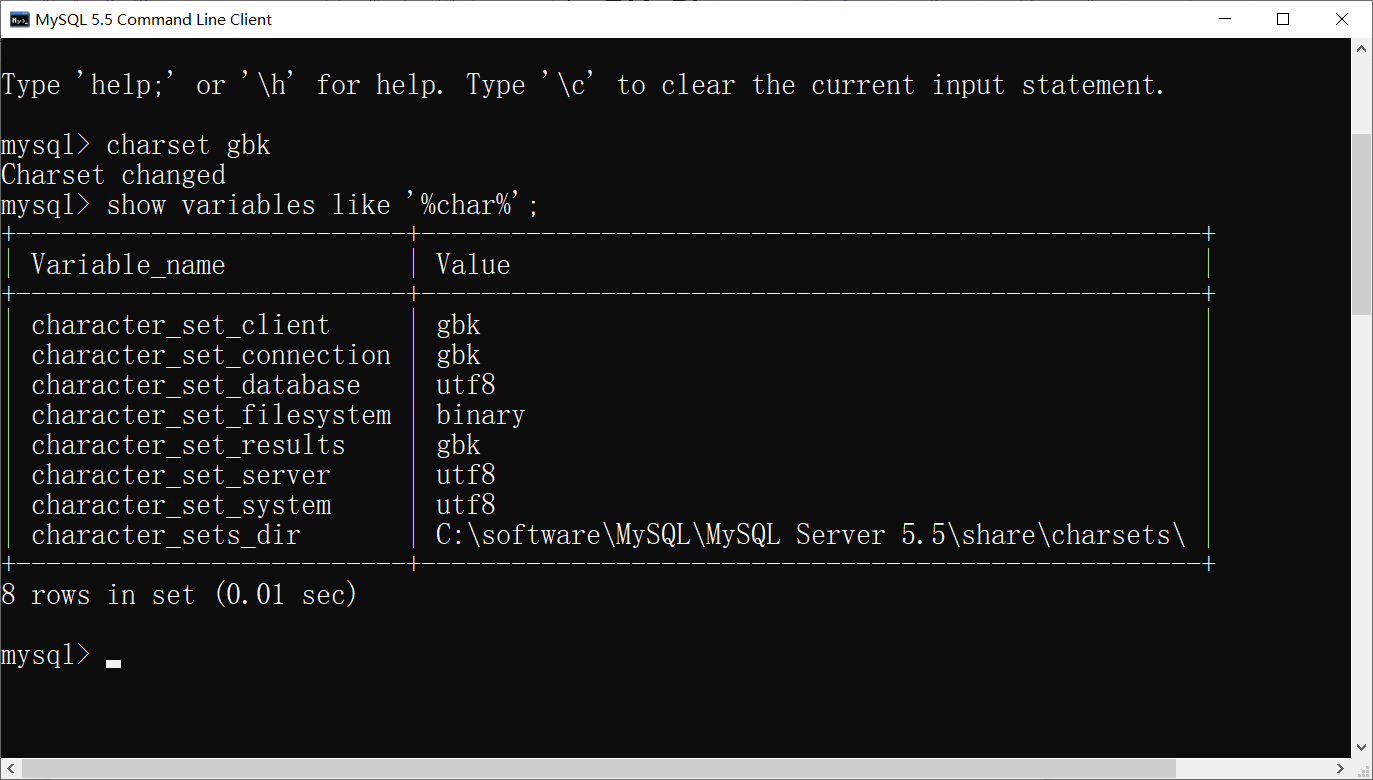 MySQL 5.5 Command Line Client
Type 'help;' or '\h' for help. Type '\c' to clear the current input statement.
mysql> charset gbk
Charset changed
mysql> show variables like '%char%';
+--------------------------+----------------------------------------------------+
| Variable_name            | Value                                              |
+--------------------------+----------------------------------------------------+
| character_set_client     | gbk                                                |
| character_set_connection | gbk                                                |
| character_set_database   | utf8                                               |
| character_set_filesystem | binary                                             |
| character_set_results    | gbk                                                |
| character_set_server     | utf8                                               |
| character_set_system     | utf8                                               |
| character_sets_dir       | C:\software\MySQL\MySQL Server 5.5\share\charsets\ |
+--------------------------+----------------------------------------------------+
8 rows in set (0.01 sec)
mysql>